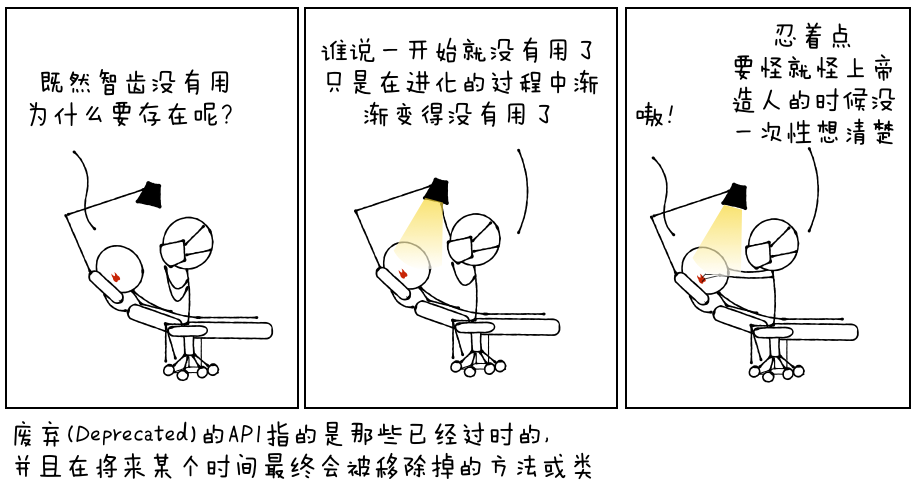 既然智齿没有用
为什么要存在呢?
谁说一开始就没有用了
只是在进化的过程中渐
渐变得没有用了
嗷!
忍着点
要怪就怪上帝
造人的时候没
一次性想清楚
废弃(Deprecated)的API指的是那些已经过时的,
并且在将来某个时间最终会被移除掉的方法或类